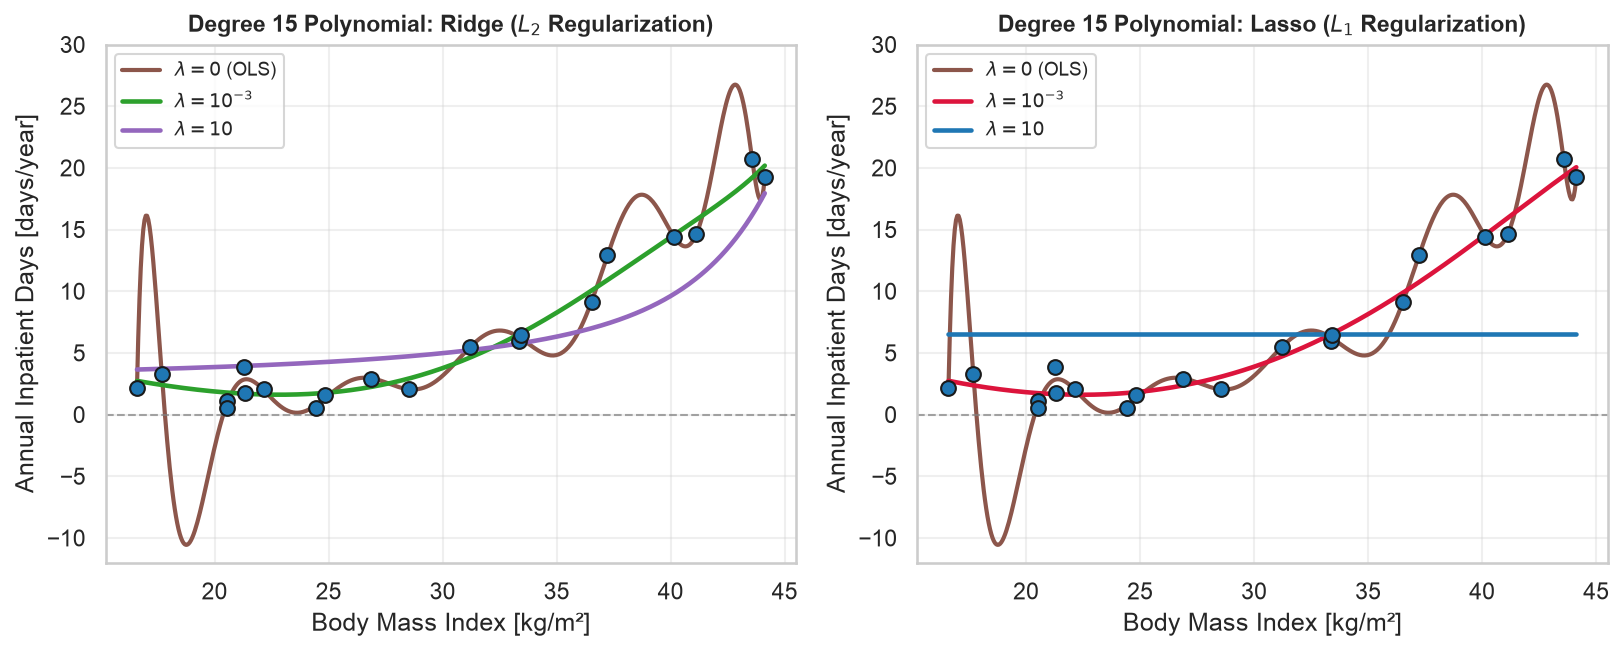 Degree 15 Polynomial: Ridge (L₂ Regularization)
30
25
20
15
10
5
0
−5
−10
Annual Inpatient Days [days/year]
λ = 0 (OLS)
λ = 10⁻³
λ = 10
20 25 30 35 40 45
Body Mass Index [kg/m²]
Degree 15 Polynomial: Lasso (L₁ Regularization)
30
25
20
15
10
5
0
−5
−10
Annual Inpatient Days [days/year]
λ = 0 (OLS)
λ = 10⁻³
λ = 10
20 25 30 35 40 45
Body Mass Index [kg/m²]